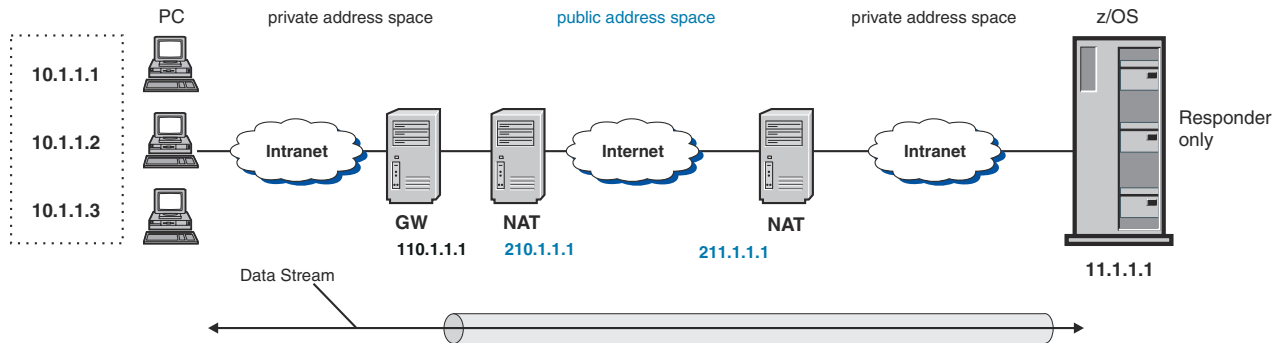 PC
private address space
public address space
private address space
z/OS
10.1.1.1
10.1.1.2
10.1.1.3
Intranet
Internet
Intranet
Responder
only
GW
NAT
NAT
110.1.1.1
210.1.1.1
211.1.1.1
11.1.1.1
Data Stream